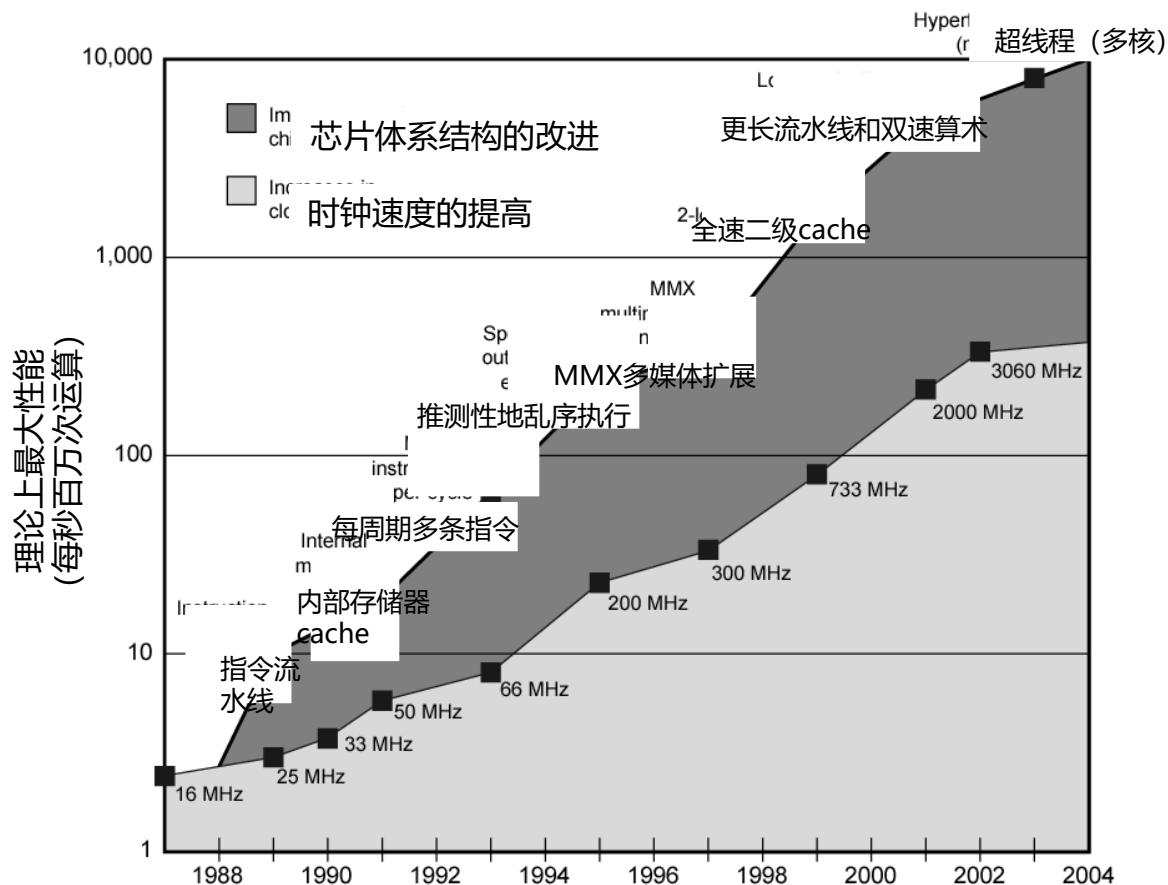 超线程（多核）
10,000
更长流水线和双速算术
芯片体系结构的改进
时钟速度的提高
全速二级cache
1,000
MMX
MMX多媒体扩展
推测性地乱序执行
100
每周期多条指令
Internal
内部存储器
cache
10
指令流
水线
理论上最大性能
(每秒百万次运算)
3060 MHz
2000 MHz
733 MHz
300 MHz
200 MHz
66 MHz
50 MHz
33 MHz
25 MHz
16 MHz
1
1988 1990 1992 1994 1996 1998 2000 2002 2004